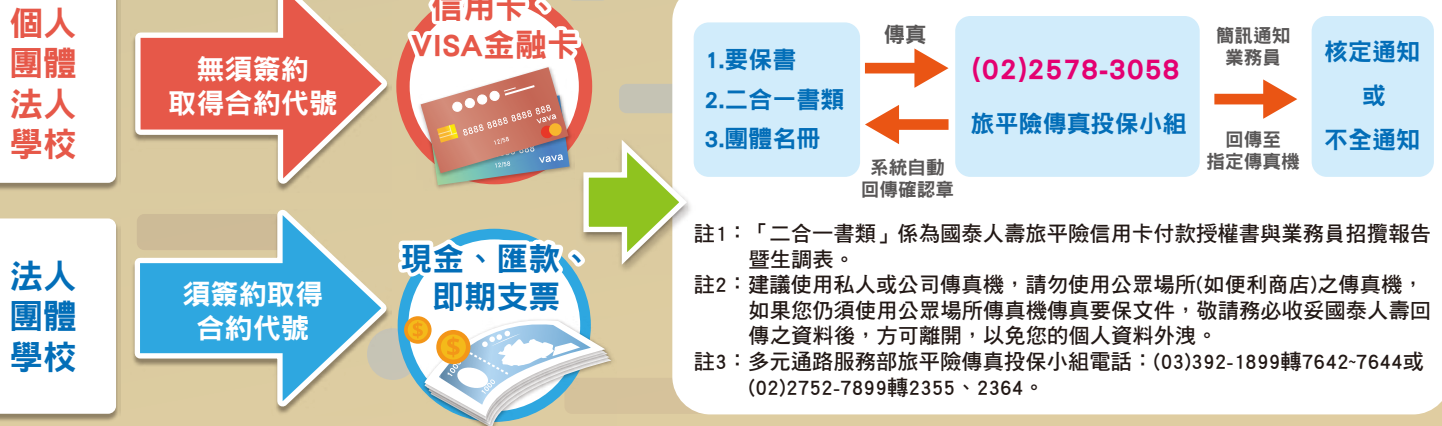 個人
團體
法人
學校
無須簽約
取得合約代號
信用卡、
VISA金融卡
8888 8888 8888 888
vava
12/58
vava
12/58
法人
團體
學校
須簽約取得
合約代號
現金、匯款、
即期支票
1000
1.要保書
2.二合一書類
3.團體名冊
傳真
系統自動
回傳確認章
(02)2578-3058
旅平險傳真投保小組
簡訊通知
業務員
回傳至
指定傳真機
核定通知
或
不全通知
註1：「二合一書類」係為國泰人壽旅平險信用卡付款授權書與業務員招攬報告
暨生調表。
註2：建議使用私人或公司傳真機，請勿使用公眾場所(如便利商店)之傳真機，
如果您仍須使用公眾場所傳真機傳真要保文件，敬請務必收妥國泰人壽回
傳之資料後，方可離開，以免您的個人資料外洩。
註3：多元通路服務部旅平險傳真投保小組電話：(03)392-1899轉7642~7644或
(02)2752-7899轉2355、2364。